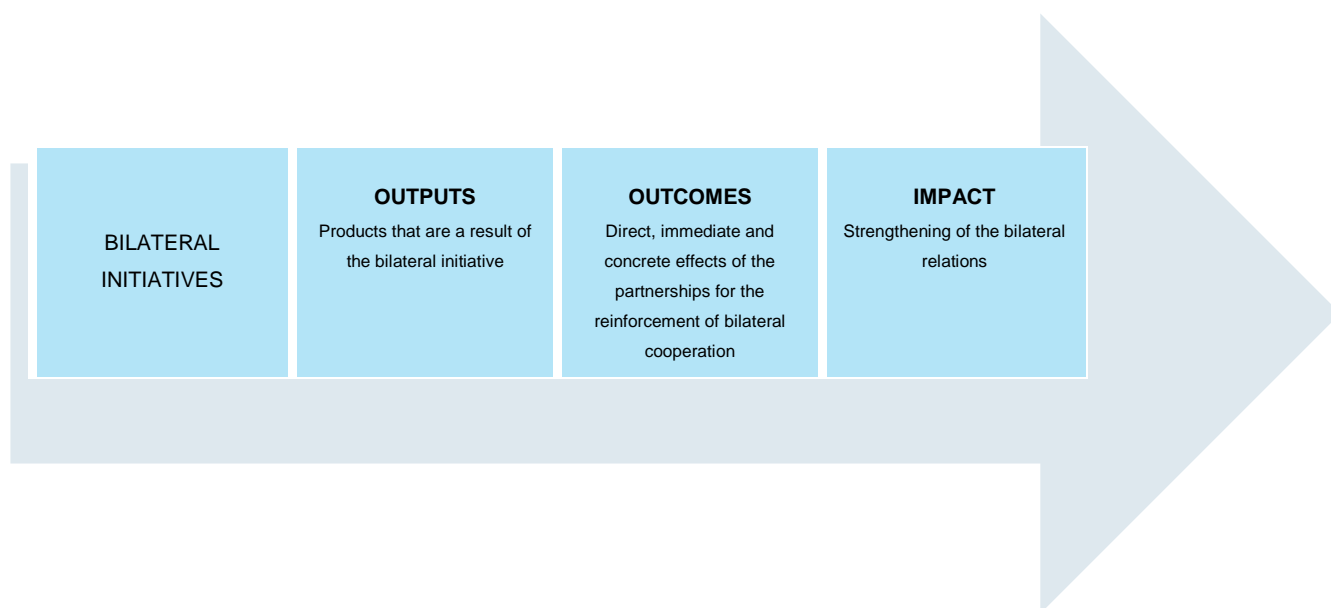 BILATERAL
INITIATIVES
OUTPUTS
Products that are a result of
the bilateral initiative
OUTCOMES
Direct, immediate and
concrete effects of the
partnerships for the
reinforcement of bilateral
cooperation
IMPACT
Strengthening of the bilateral
relations